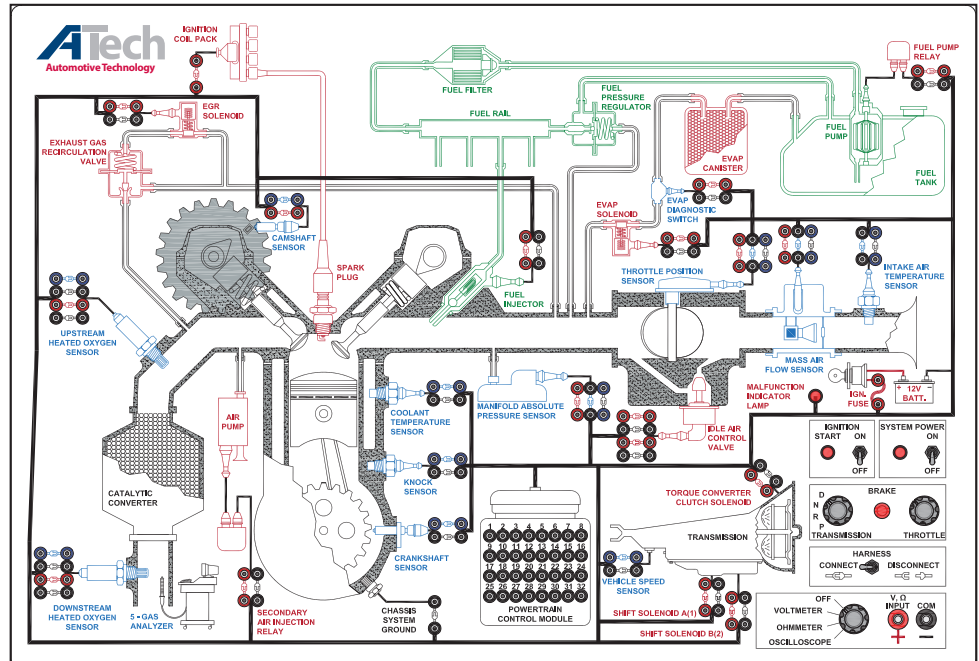 ATech
Automotive Technology
IGNITION
COIL PACK
EGR
SOLENOID
EXHAUST GAS
RECIRCULATION
VALVE
FUEL FILTER
FUEL RAIL
FUEL
PRESSURE
REGULATOR
FUEL PUMP
RELAY
FUEL
PUMP
EVAP
CANISTER
FUEL
TANK
CAMSHAFT
SENSOR
SPARK
PLUG
FUEL
INJECTOR
EVAP
SOLENOID
EVAP
DIAGNOSTIC
SWITCH
THROTTLE POSITION
SENSOR
INTAKE AIR
TEMPERATURE
SENSOR
UPSTREAM
HEATED OXYGEN
SENSOR
MASS AIR
FLOW SENSOR
AIR
PUMP
COOLANT
TEMPERATURE
SENSOR
MANIFOLD ABSOLUTE
PRESSURE SENSOR
IDLE AIR
CONTROL
VALVE
MALFUNCTION
INDICATOR
LAMP
IGN.
FUSE
+ –
12V
BATT.
KNOCK
SENSOR
CATALYTIC
CONVERTER
CRANKSHAFT
SENSOR
DOWNSTREAM
HEATED OXYGEN
SENSOR
5 - GAS
ANALYZER
SECONDARY
AIR INJECTION
RELAY
CHASSIS
SYSTEM
GROUND
1 2 3 4 5 6 7 8
9 10 11 12 13 14 15 16
17 18 19 20 21 22 23 24
25 26 27 28 29 30 31 32
POWERTRAIN
CONTROL MODULE
TORQUE CONVERTER
CLUTCH SOLENOID
TRANSMISSION
VEHICLE SPEED
SENSOR
SHIFT SOLENOID A(1)
SHIFT SOLENOID B(2)
IGNITION
START ON
OFF
SYSTEM POWER
ON
OFF
BRAKE
D
N
R
P
TRANSMISSION
THROTTLE
HARNESS
CONNECT
DISCONNECT
OFF
VOLTMETER
OHMMETER
OSCILLOSCOPE
V, Ω
INPUT
+
COM
–